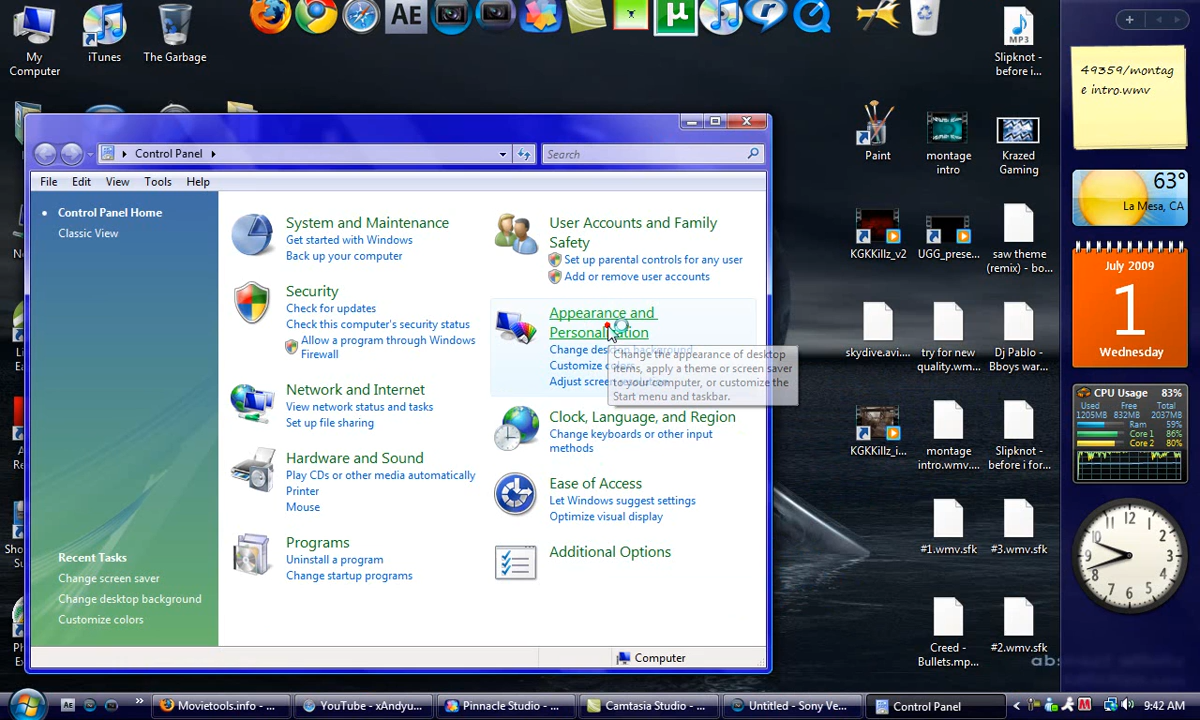 My
Computer
iTunes
The Garbage
AE
µ
Slipknot -
before i...
49359/montag
e intro.wmv
63°
La Mesa, CA
July 2009
1
Wednesday
CPU Usage 83%
Used Free Total
1205MB 832MB 2037MB
Ram 59%
Core 1 86%
Core 2 80%
12
Paint
montage
intro
Krazed
Gaming
KGKKillz_v2
UGG_prese...
saw theme
(remix) - bo...
skydive.avi....
try for new
quality.wm...
Dj Pablo -
Bboys war...
KGKKillz_i...
montage
intro.wmv....
Slipknot -
before i for...
#1.wmv.sfk
#3.wmv.sfk
Creed -
Bullets.mp...
#2.wmv.sfk
Control Panel
Search
File Edit View Tools Help
Control Panel Home
Classic View
Recent Tasks
Change screen saver
Change desktop background
Customize colors
System and Maintenance
Get started with Windows
Back up your computer
Security
Check for updates
Check this computer's security status
Allow a program through Windows
Firewall
Network and Internet
View network status and tasks
Set up file sharing
Hardware and Sound
Play CDs or other media automatically
Printer
Mouse
Programs
Uninstall a program
Change startup programs
User Accounts and Family
Safety
Set up parental controls for any user
Add or remove user accounts
Appearance and
Personalization
Change desktop background
Customize colors
Adjust screen resolution
Change the appearance of desktop
items, apply a theme or screen saver
to your computer, or customize the
Start menu and taskbar.
Clock, Language, and Region
Change keyboards or other input
methods
Ease of Access
Let Windows suggest settings
Optimize visual display
Additional Options
Computer
Movietools.info - ...
YouTube - xAndyu...
Pinnacle Studio - ...
Camtasia Studio - ...
Untitled - Sony Ve...
Control Panel
9:42 AM